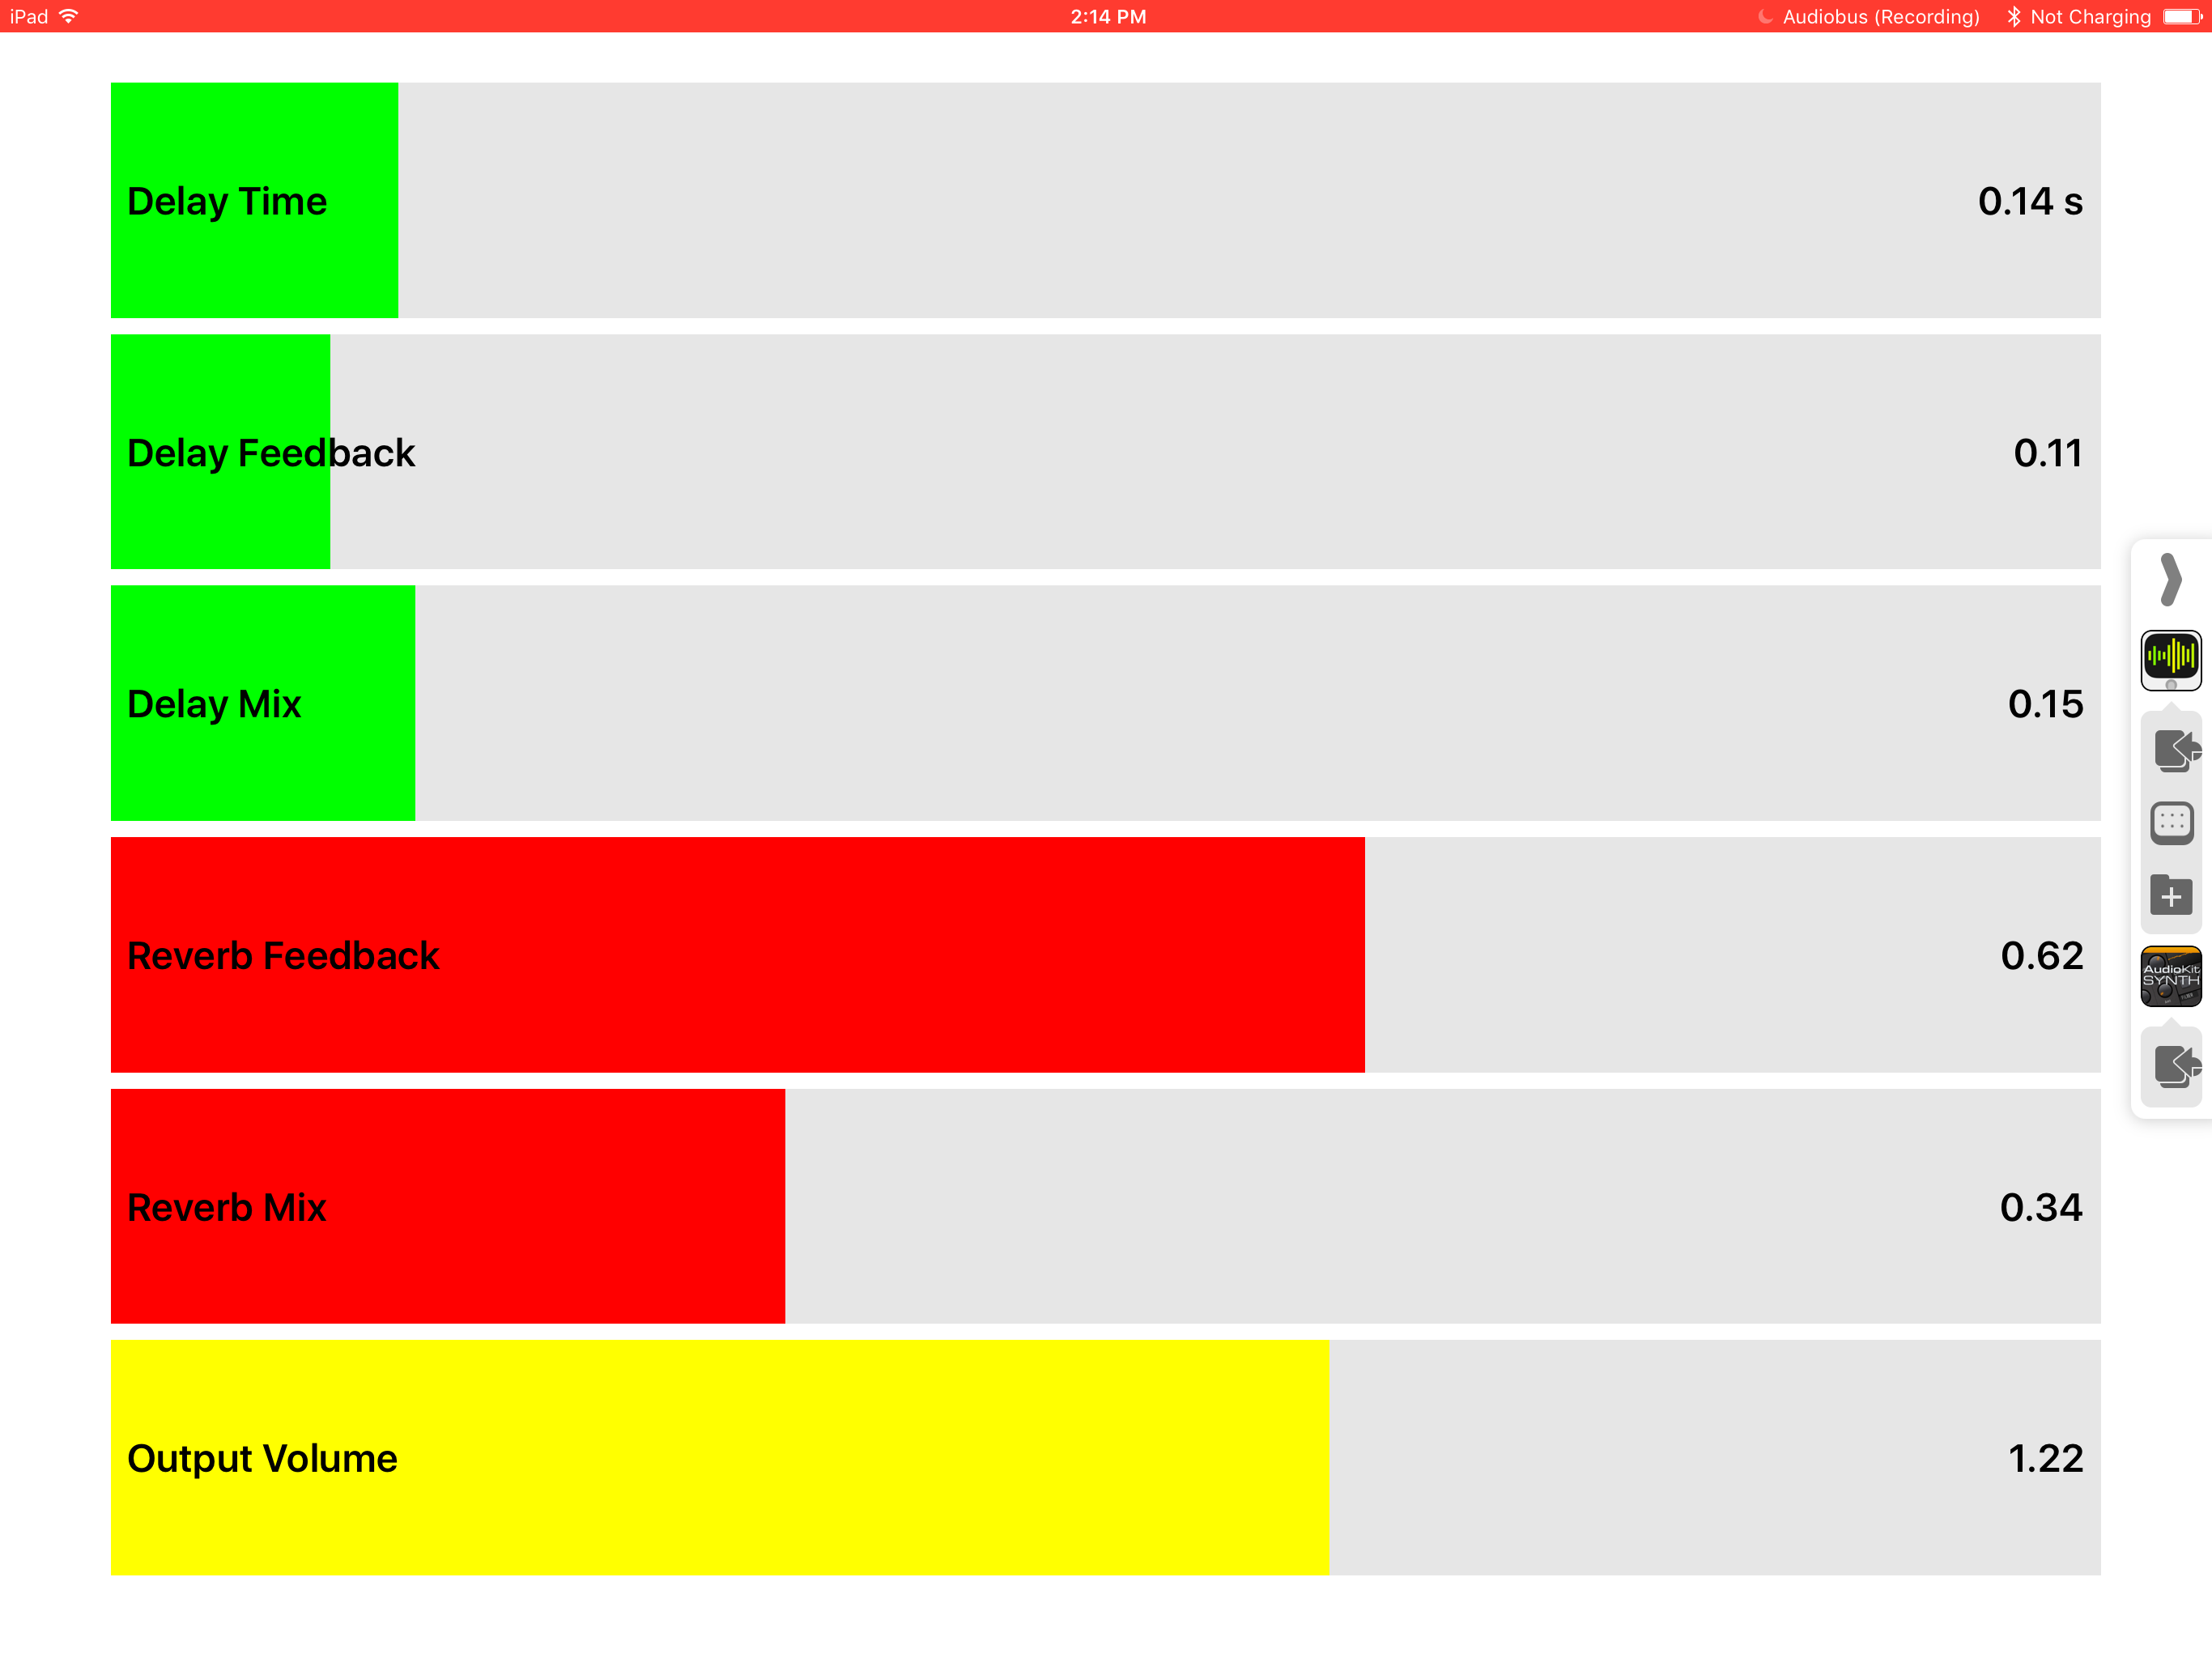 iPad 2:14 PM Audiobus (Recording) Not Charging
Delay Time 0.14 s
Delay Feedback 0.11
Delay Mix 0.15
Reverb Feedback 0.62
AudioKit
SYNTH
Reverb Mix 0.34
Output Volume 1.22